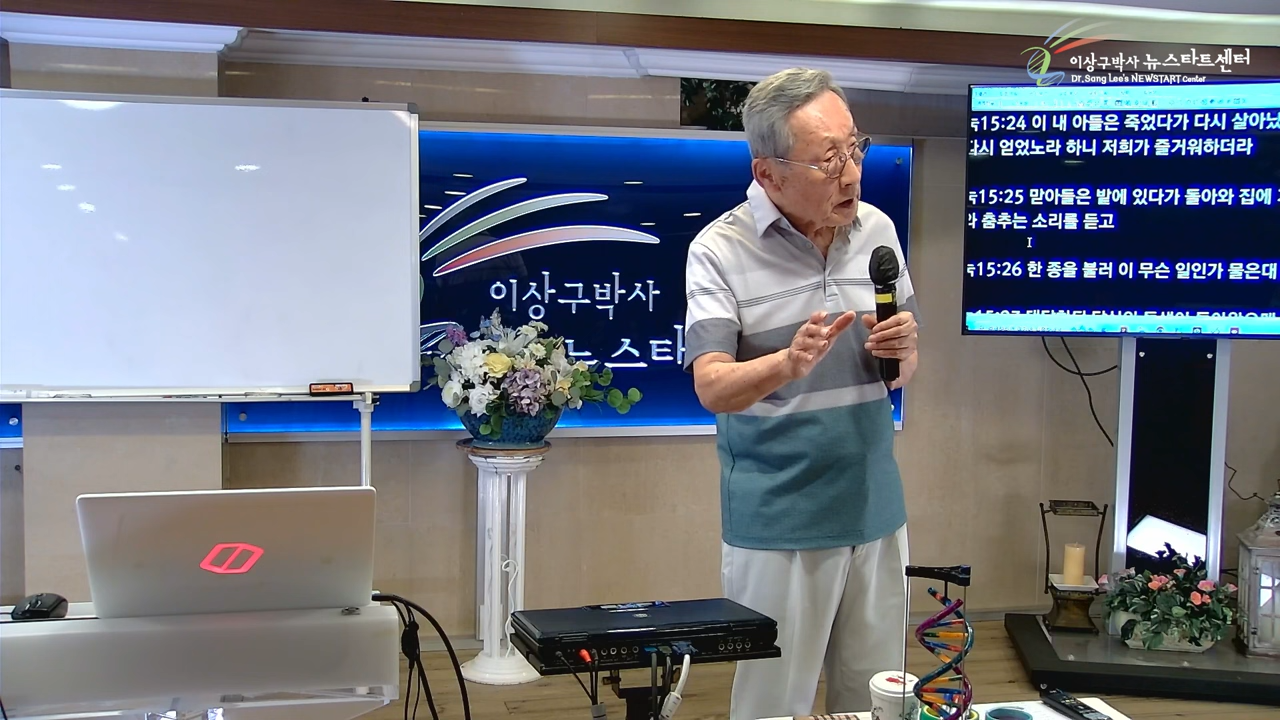 이상구박사 뉴스타트센터
Dr. Sang Lee's NEWSTART Center
15:24 이 내 아들은 죽었다가 다시 살아났
다시 얻었노라 하니 저희가 즐거워하더라
15:25 맏아들은 밭에 있다가 돌아와 집에
춤추는 소리를 듣고
15:26 한 종을 불러 이 무슨 일인가 물은대
이상구박사
뉴스타